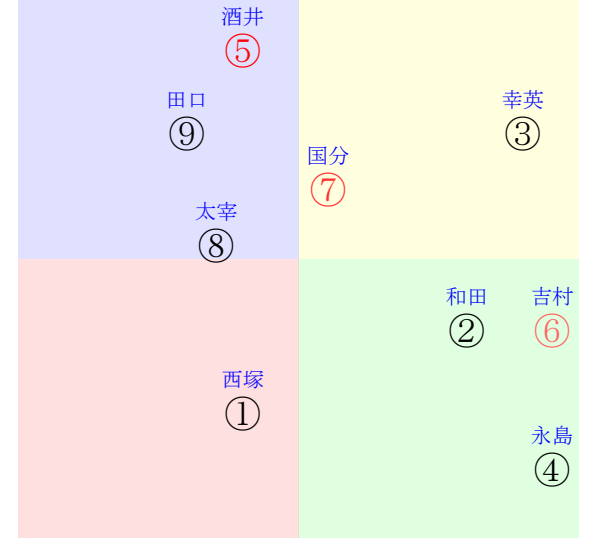 酒井
⑤
田口
⑨
幸英
③
国分
⑦
太宰
⑧
和田
②
吉村
⑥
西塚
①
永島
④